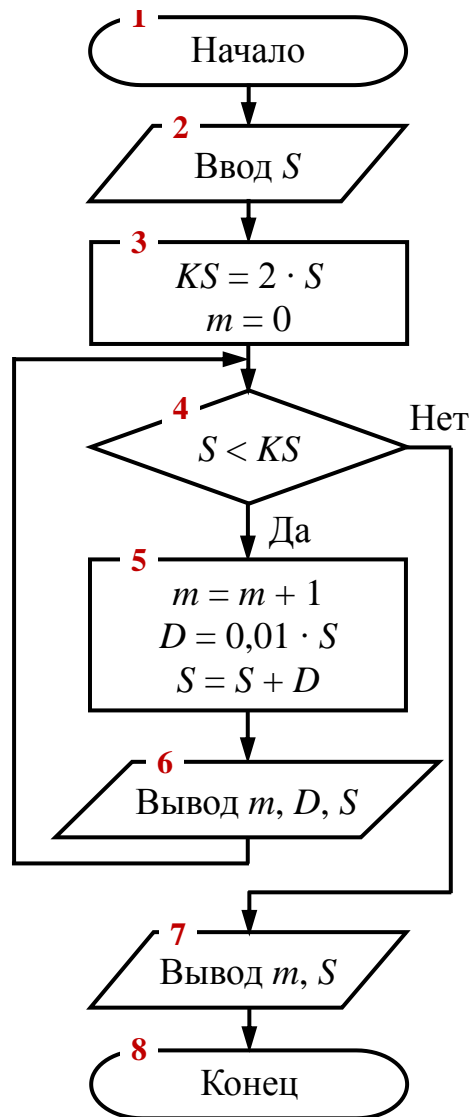 1
Начало
2
Ввод S
3
KS = 2 · S
m = 0
4
Нет
S < KS
Да
5
m = m + 1
D = 0,01 · S
S = S + D
6
Вывод m, D, S
7
Вывод m, S
8
Конец